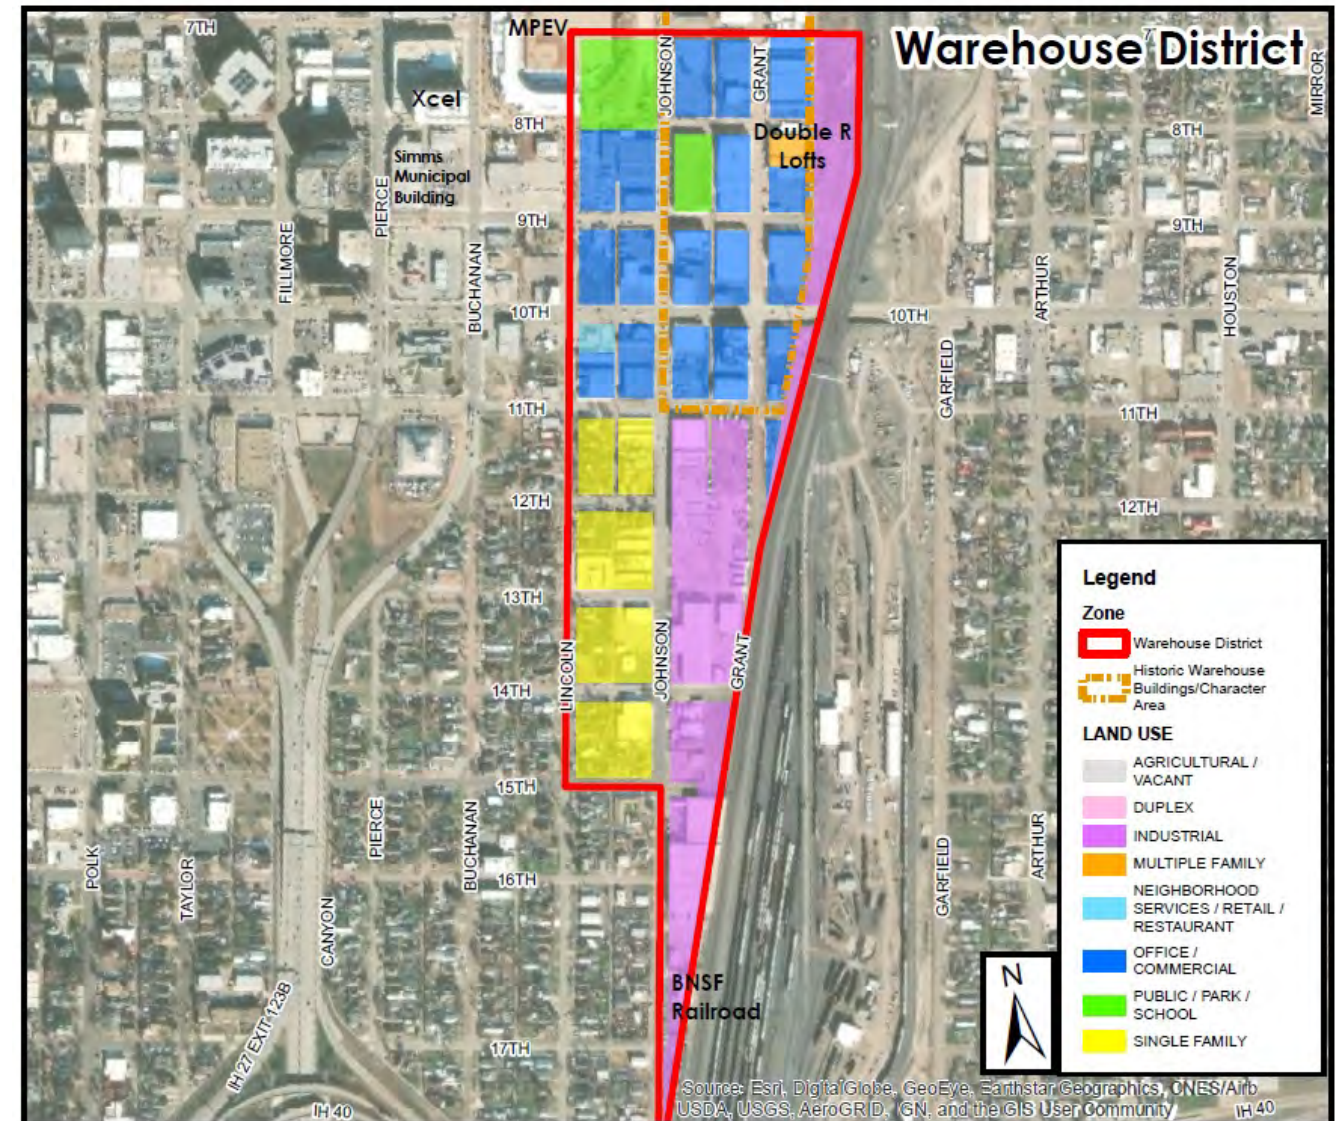 Warehouse District
7TH
MPEV
Xcel
JOHNSON
GRANT
MIRROR
8TH
Double R
Lofts
8TH
Simms
Municipal
Building
PIERCE
9TH
9TH
FILLMORE
BUCHANAN
ARTHUR
HOUSTON
10TH
10TH
GARFIELD
11TH
11TH
12TH
12TH
13TH
LINCOLN
JOHNSON
GRANT
14TH
15TH
POLK
TAYLOR
PIERCE
BUCHANAN
GARFIELD
ARTHUR
16TH
CANYON
BNSF
Railroad
IH 27 EXIT 123B
17TH
IH 40
Legend
Zone
Warehouse District
Historic Warehouse
Buildings/Character
Area
LAND USE
AGRICULTURAL /
VACANT
DUPLEX
INDUSTRIAL
MULTIPLE FAMILY
NEIGHBORHOOD
SERVICES / RETAIL /
RESTAURANT
OFFICE /
COMMERCIAL
PUBLIC / PARK /
SCHOOL
SINGLE FAMILY
N
Source: Esri, DigitalGlobe, GeoEye, Earthstar Geographics, CNES/Airb
USDA, USGS, AeroGRID, IGN, and the GIS User Community
IH 40